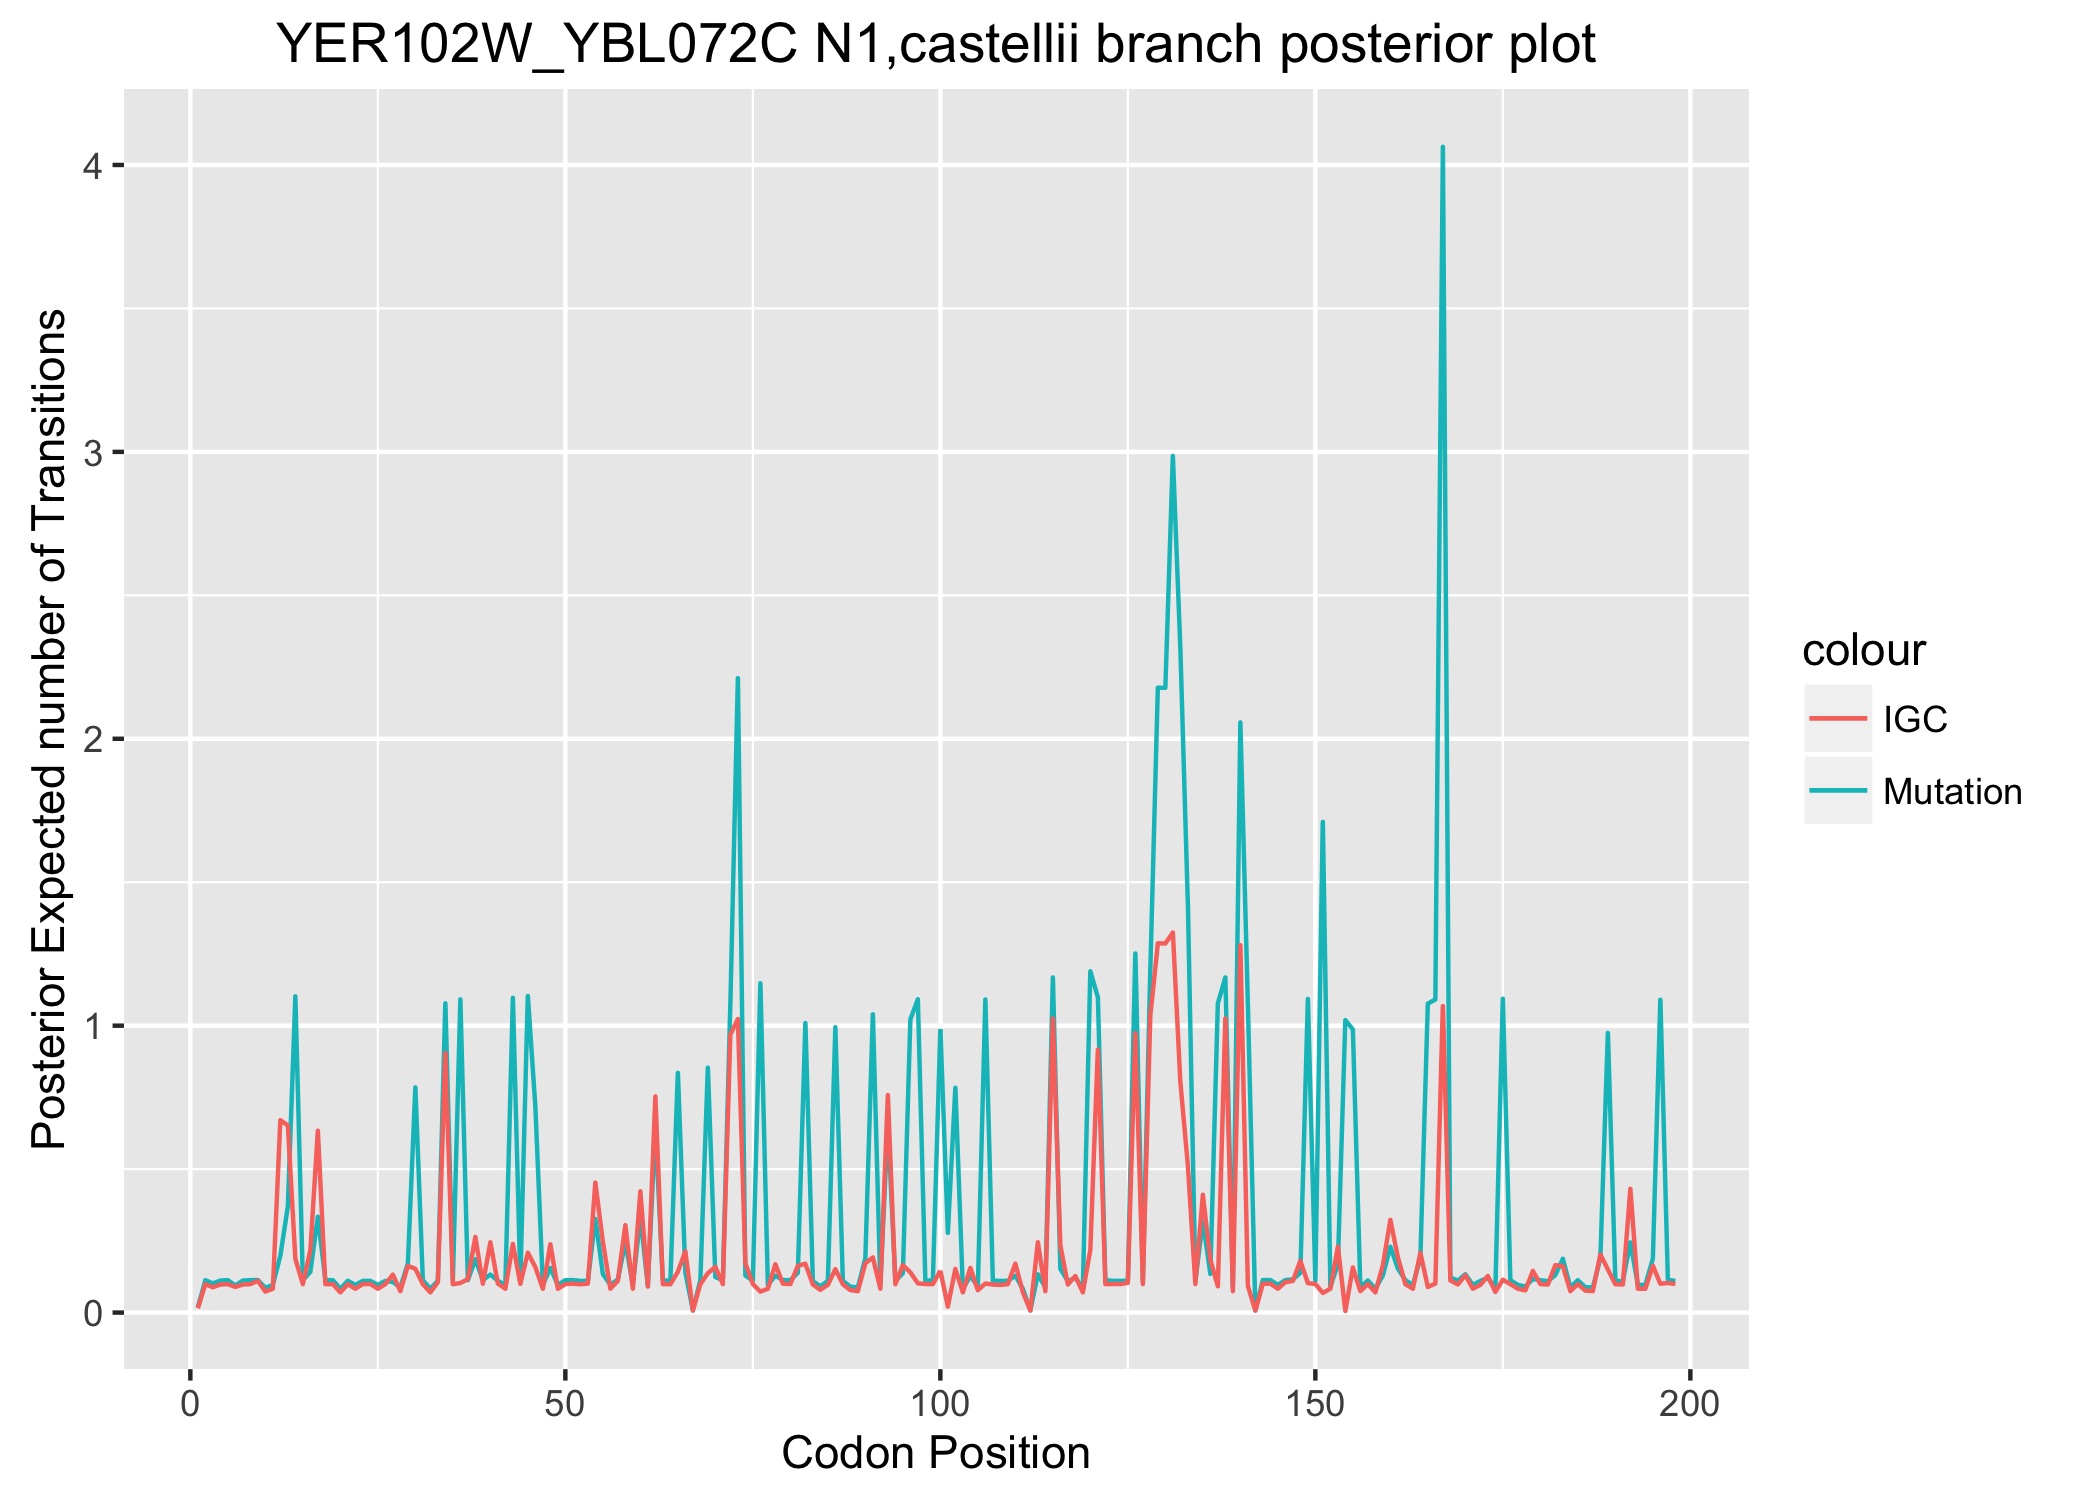 YER102W_YBL072C N1,castellii branch posterior plot
Posterior Expected number of Transitions
4
3
2
1
0
0 50 100 150 200
Codon Position
colour
IGC
Mutation